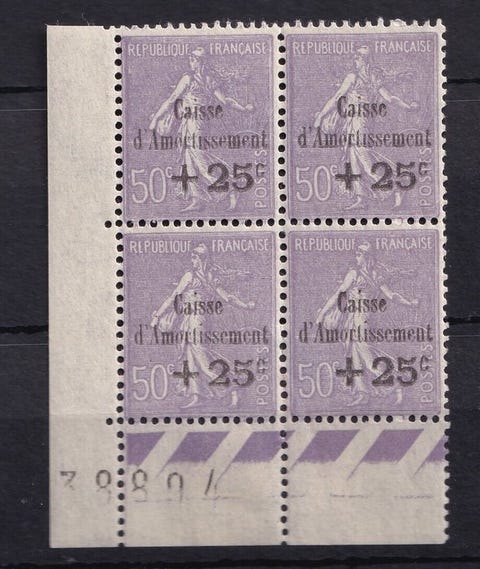 REPUBLIQUE FRANÇAISE
Caisse
d'Amortissement
50ᶜ +25ᶜ
POSTES
REPUBLIQUE FRANÇAISE
Caisse
d'Amortissement
50ᶜ +25ᶜ
POSTES
REPUBLIQUE FRANÇAISE
Caisse
d'Amortissement
50ᶜ +25ᶜ
POSTES
REPUBLIQUE FRANÇAISE
Caisse
d'Amortissement
50ᶜ +25ᶜ
POSTES
38804